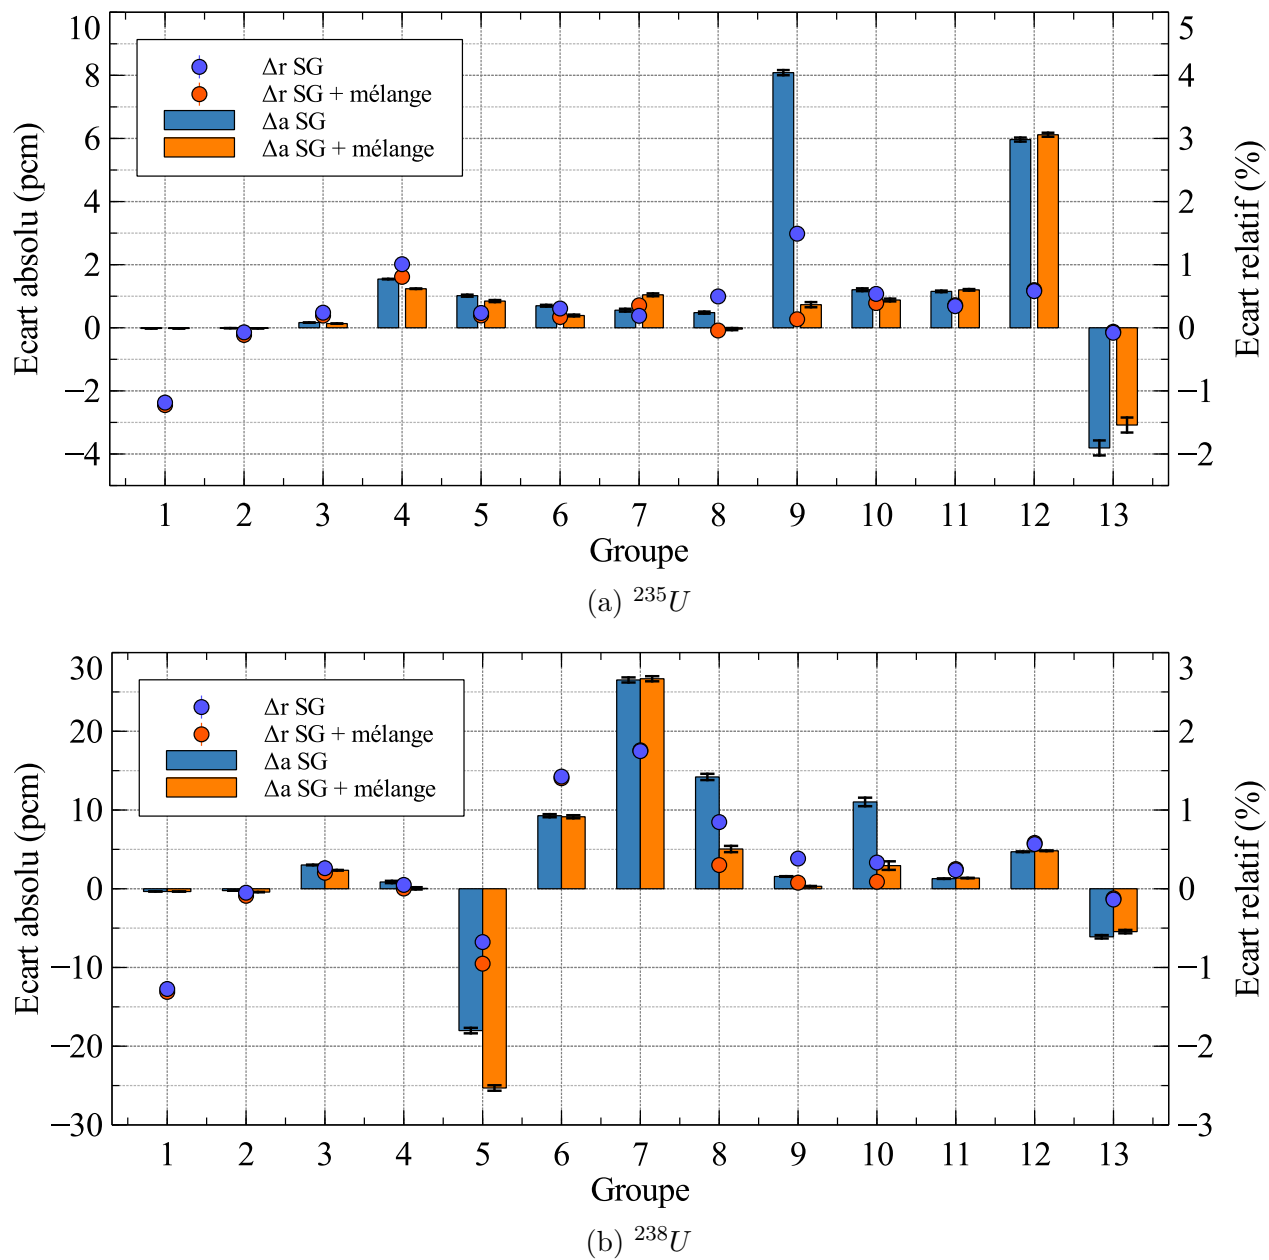 Δr SG
Δr SG + mélange
Δa SG
Δa SG + mélange
Ecart absolu (pcm)
10
8
6
4
2
0
−2
−4
Ecart relatif (%)
5
4
3
2
1
0
−1
−2
1 2 3 4 5 6 7 8 9 10 11 12 13
Groupe
(a) ²³⁵U
Δr SG
Δr SG + mélange
Δa SG
Δa SG + mélange
Ecart absolu (pcm)
30
20
10
0
−10
−20
−30
Ecart relatif (%)
3
2
1
0
−1
−2
−3
1 2 3 4 5 6 7 8 9 10 11 12 13
Groupe
(b) ²³⁸U